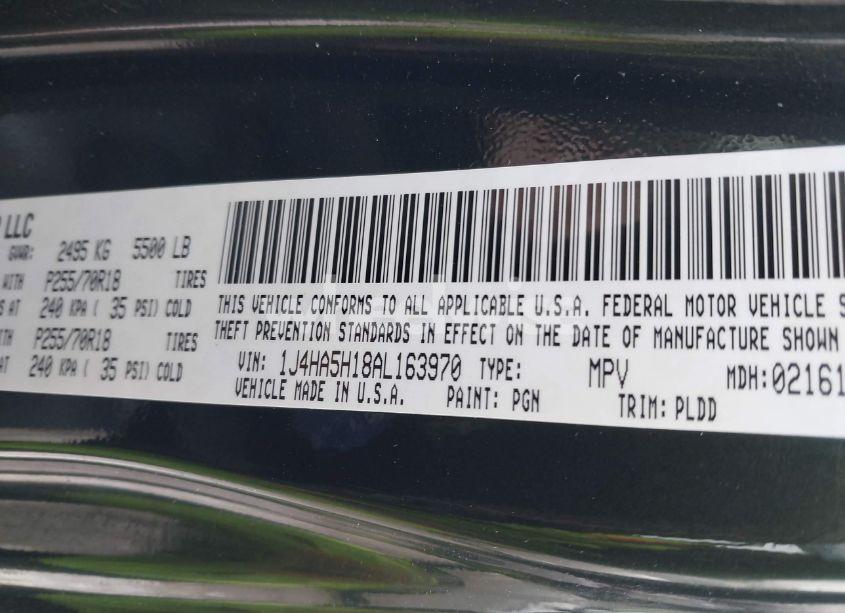 LLC
GVWR: 2495 KG 5500 LB
WITH P255/70R18 TIRES
AT 240 KPA ( 35 PSI) COLD
WITH P255/70R18 TIRES
AT 240 KPA ( 35 PSI) COLD
THIS VEHICLE CONFORMS TO ALL APPLICABLE U.S.A. FEDERAL MOTOR VEHICLE S
THEFT PREVENTION STANDARDS IN EFFECT ON THE DATE OF MANUFACTURE SHOWN
VIN: 1J4HA5H18AL163970 TYPE: MPV MDH:02161
VEHICLE MADE IN U.S.A. PAINT: PGN TRIM: PLDD